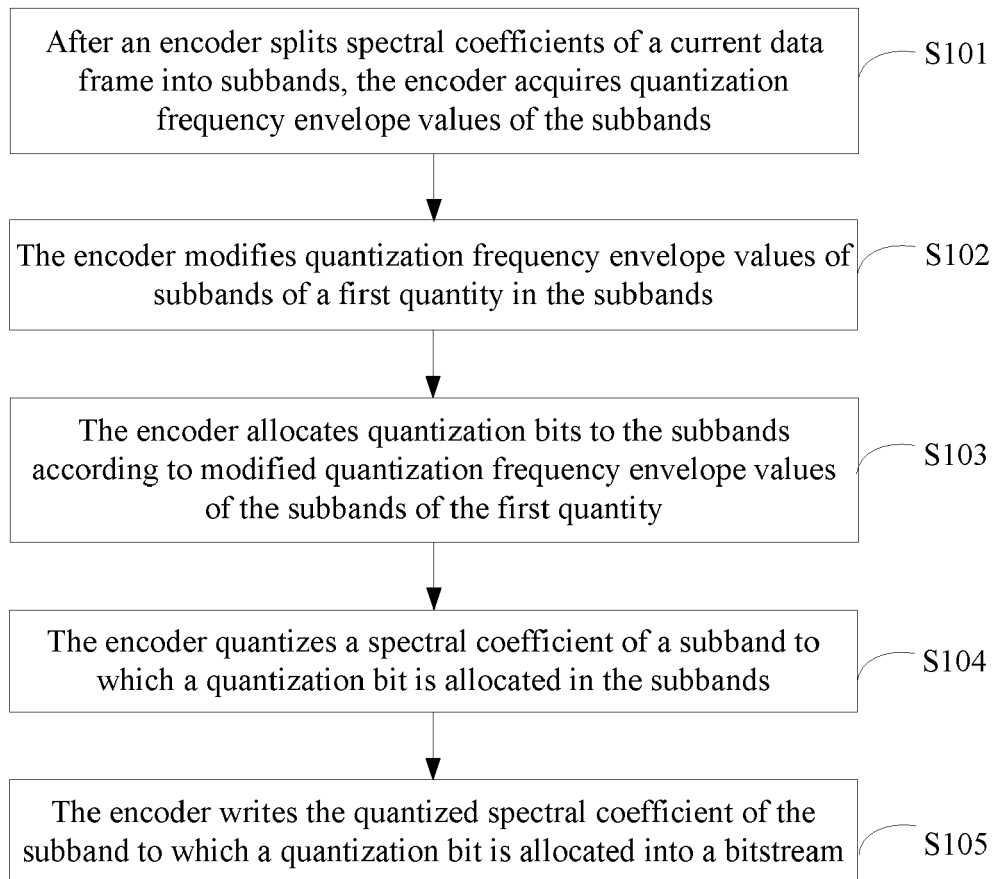 After an encoder splits spectral coefficients of a current data
frame into subbands, the encoder acquires quantization
frequency envelope values of the subbands
S101
The encoder modifies quantization frequency envelope values of
subbands of a first quantity in the subbands
S102
The encoder allocates quantization bits to the subbands
according to modified quantization frequency envelope values
of the subbands of the first quantity
S103
The encoder quantizes a spectral coefficient of a subband to
which a quantization bit is allocated in the subbands
S104
The encoder writes the quantized spectral coefficient of the
subband to which a quantization bit is allocated into a bitstream
S105